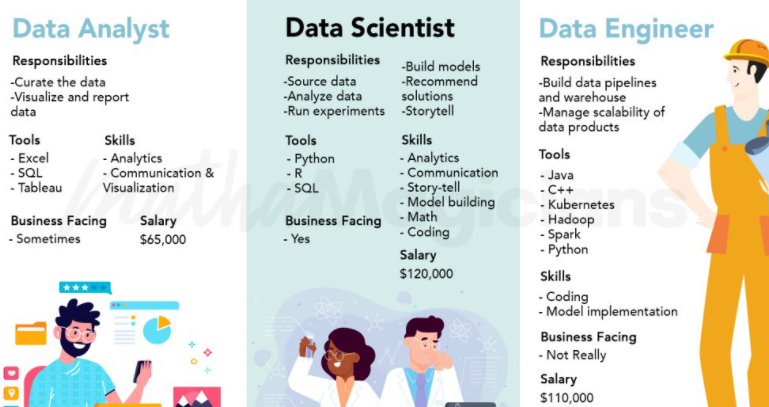 Data Analyst
Responsibilities
-Curate the data
-Visualize and report
data
Tools
- Excel
- SQL
- Tableau
Skills
- Analytics
- Communication &
Visualization
Business Facing
- Sometimes
Salary
$65,000
Data Scientist
Responsibilities
-Source data
-Analyze data
-Run experiments
-Build models
-Recommend
solutions
-Storytell
Tools
- Python
- R
- SQL
Skills
- Analytics
- Communication
- Story-tell
- Model building
- Math
- Coding
Business Facing
- Yes
Salary
$120,000
Data Engineer
Responsibilities
-Build data pipelines
and warehouse
-Manage scalability of
data products
Tools
- Java
- C++
- Kubernetes
- Hadoop
- Spark
- Python
Skills
- Coding
- Model implementation
Business Facing
- Not Really
Salary
$110,000